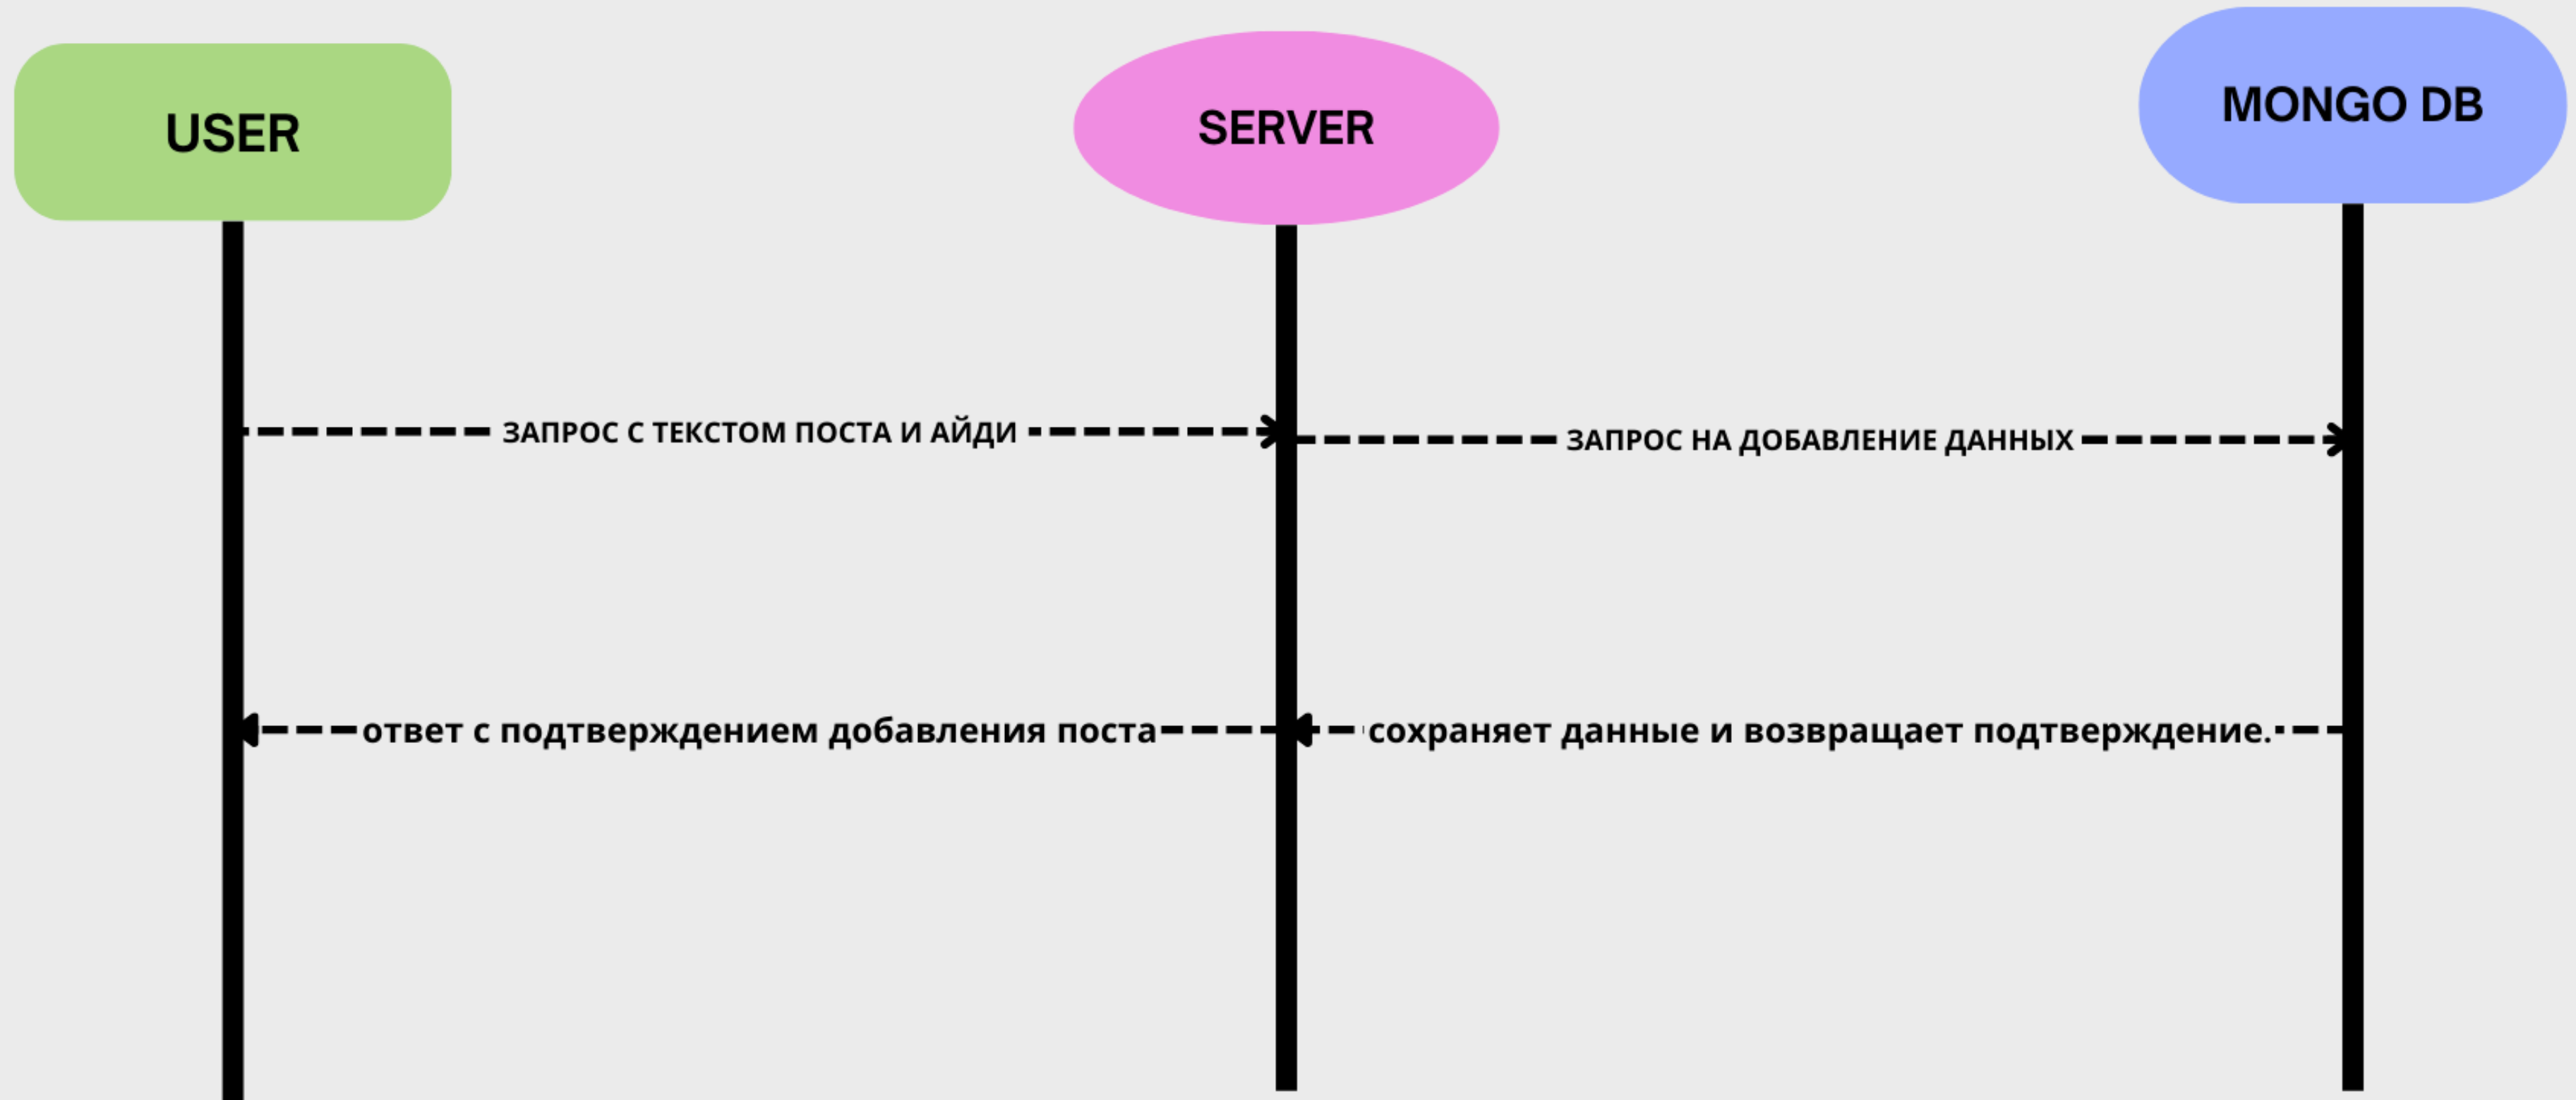 USER
SERVER
MONGO DB
ЗАПРОС С ТЕКСТОМ ПОСТА И АЙДИ
ЗАПРОС НА ДОБАВЛЕНИЕ ДАННЫХ
ответ с подтверждением добавления поста
сохраняет данные и возвращает подтверждение.